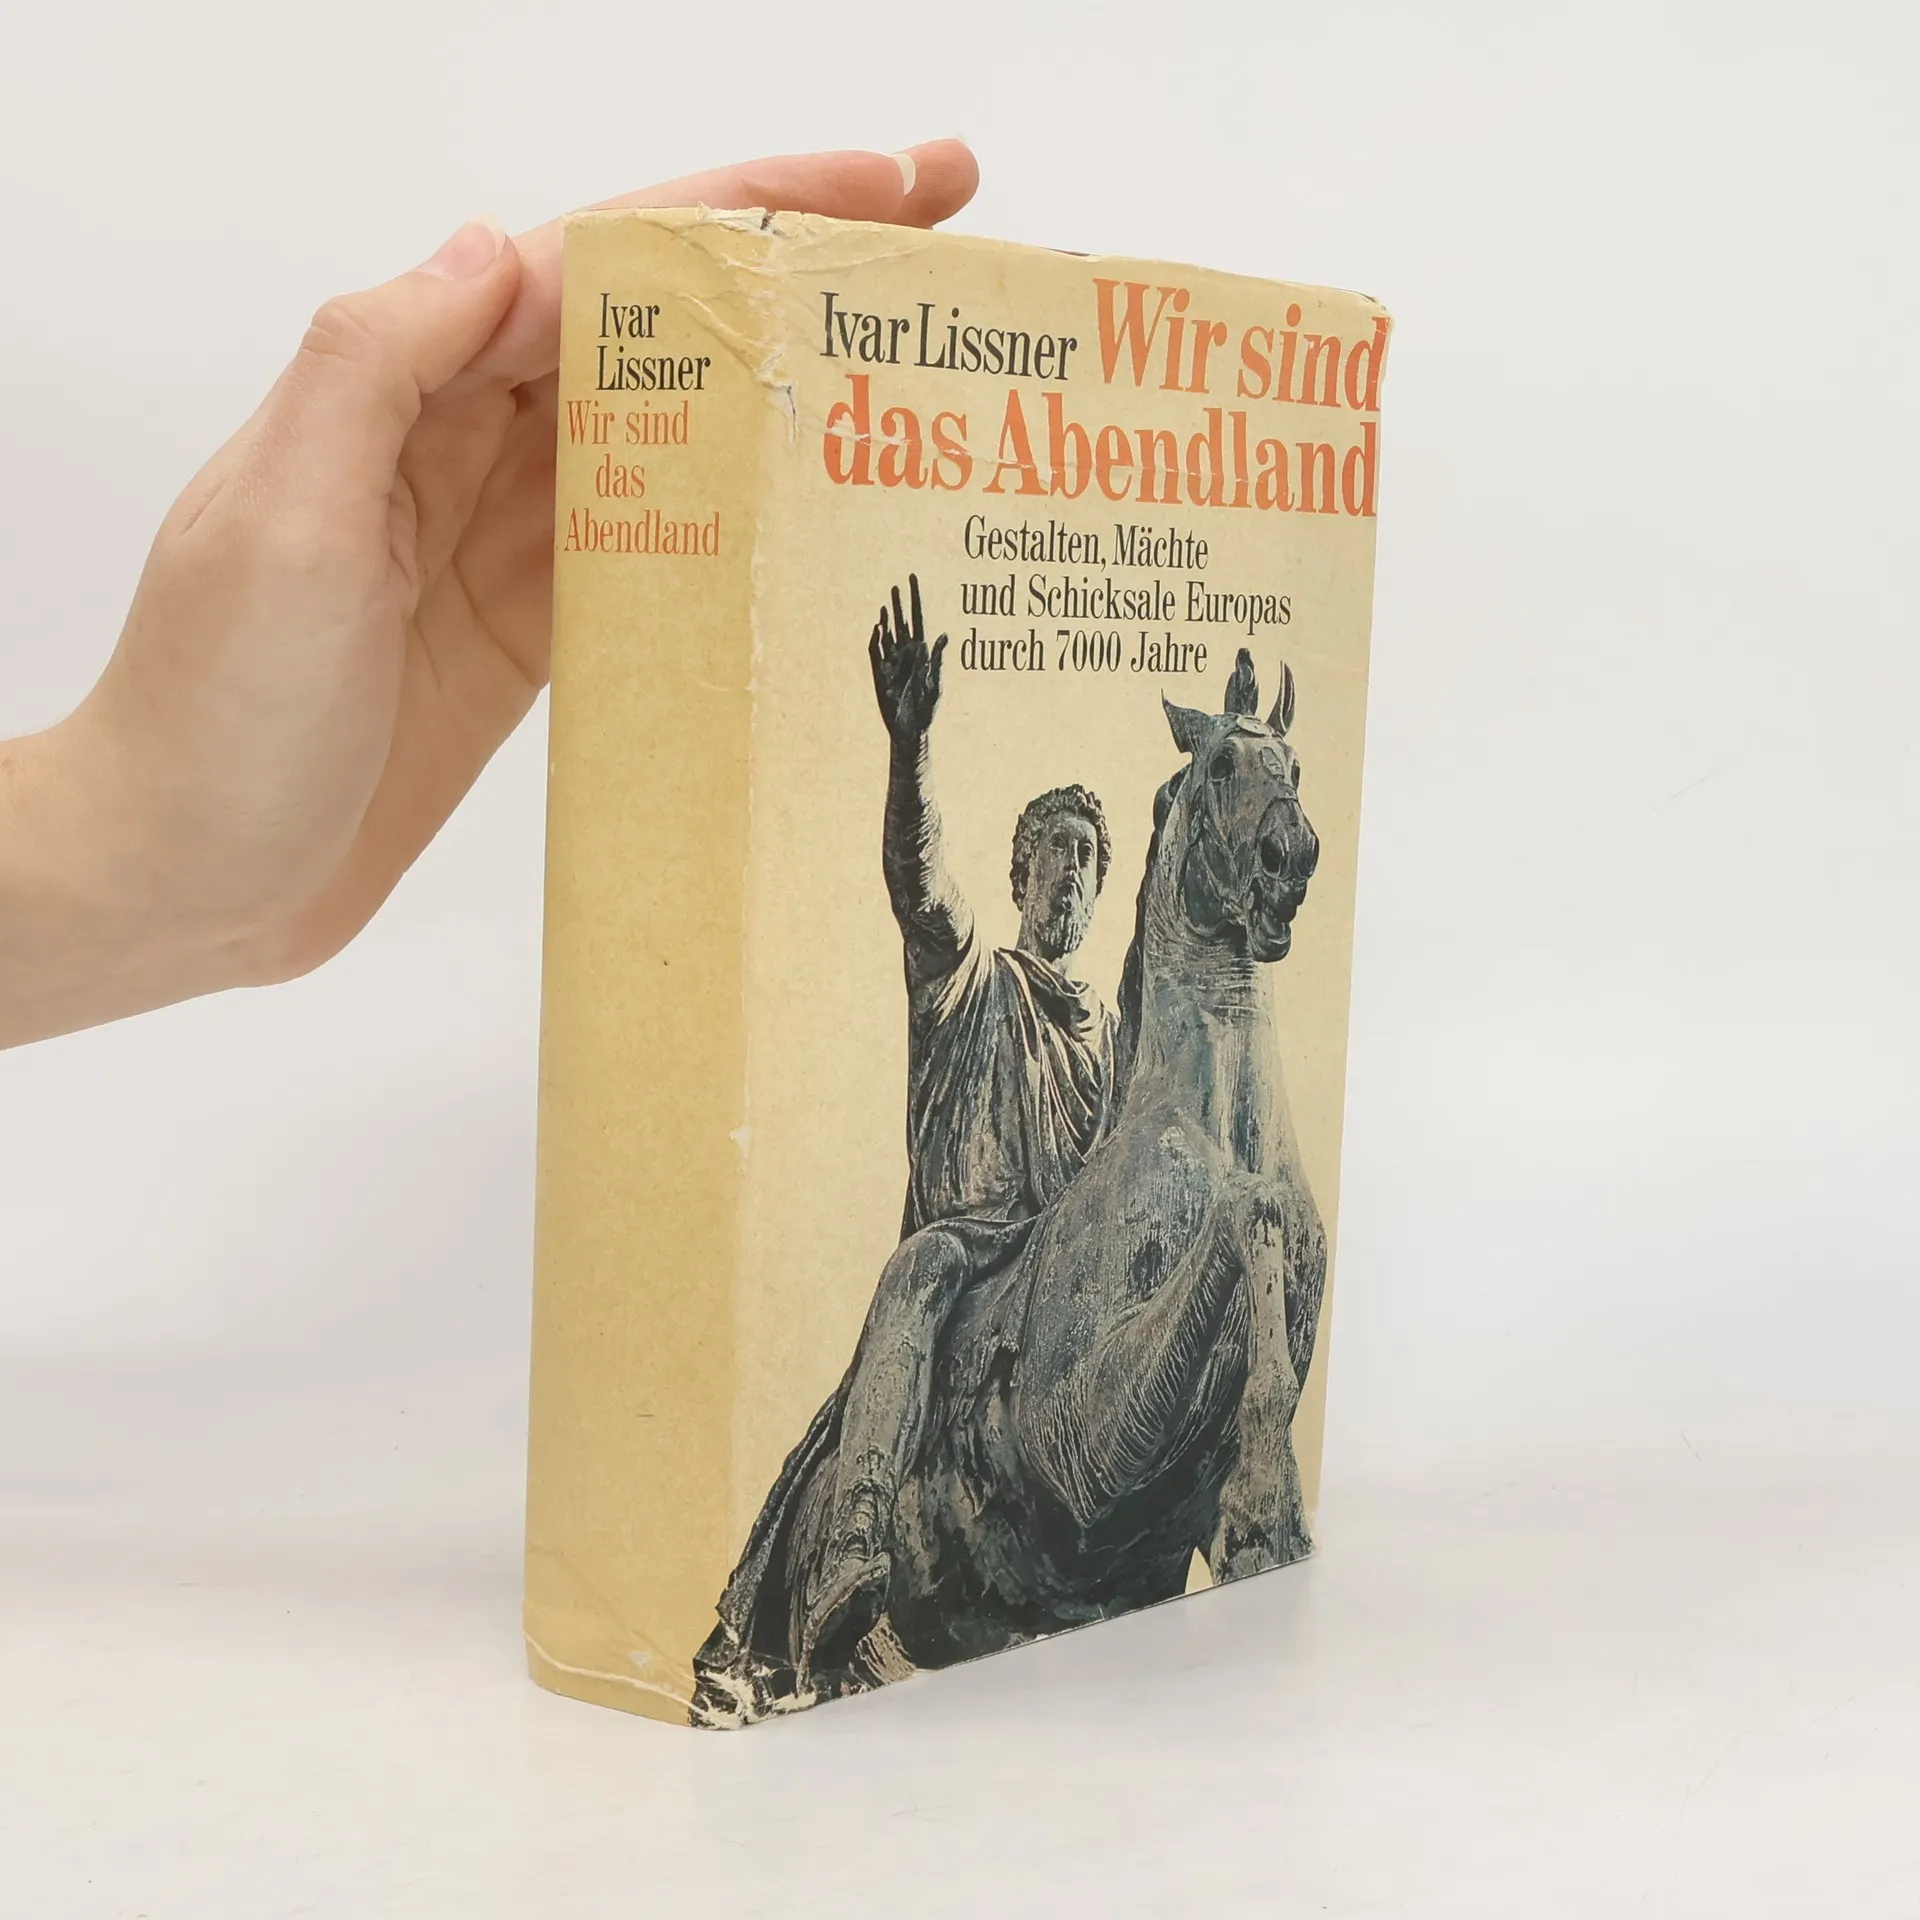 Ivar
Lissner
Wir sind
das
Abendland
Ivar Lissner Wir sind
das Abendland
Gestalten, Mächte
und Schicksale Europas
durch 7000 Jahre